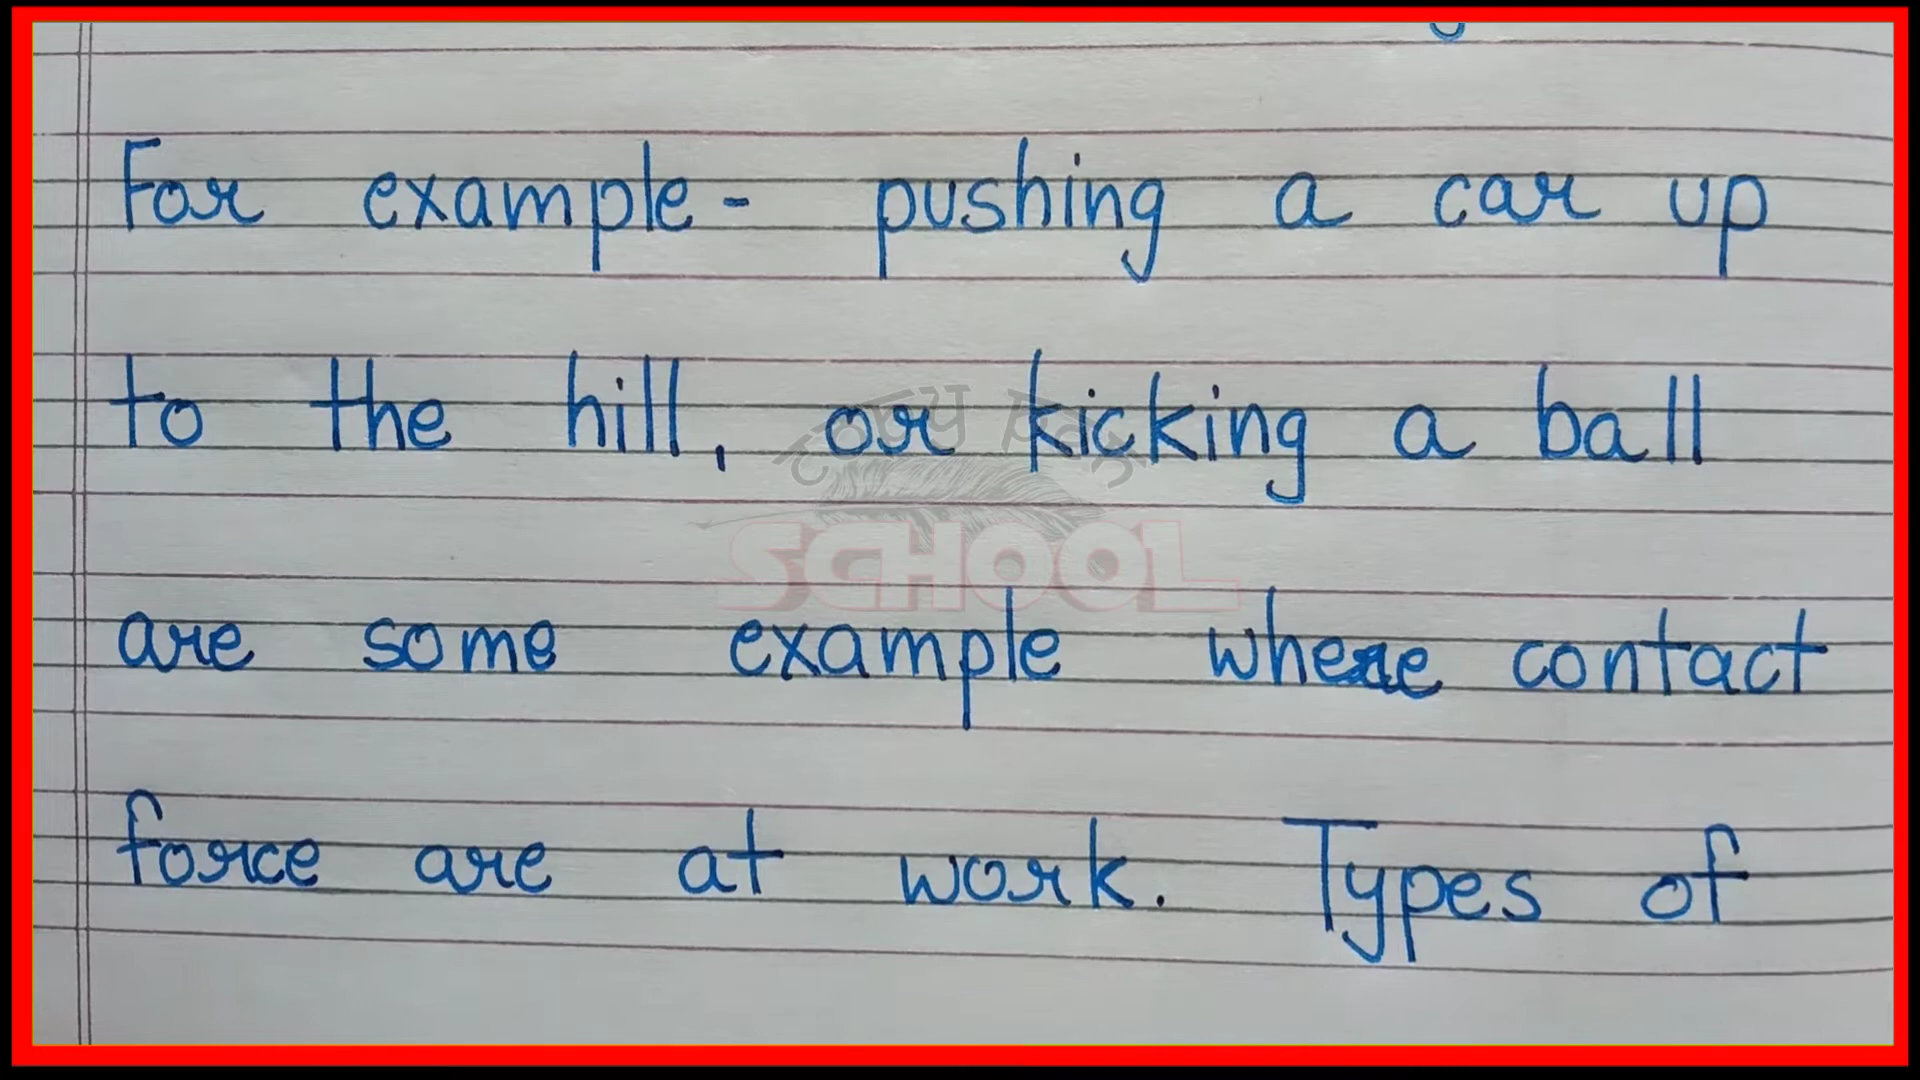 For example- pushing a car up
to the hill, or kicking a ball
are some example where contact
force are at work. Types of
SCHOOL